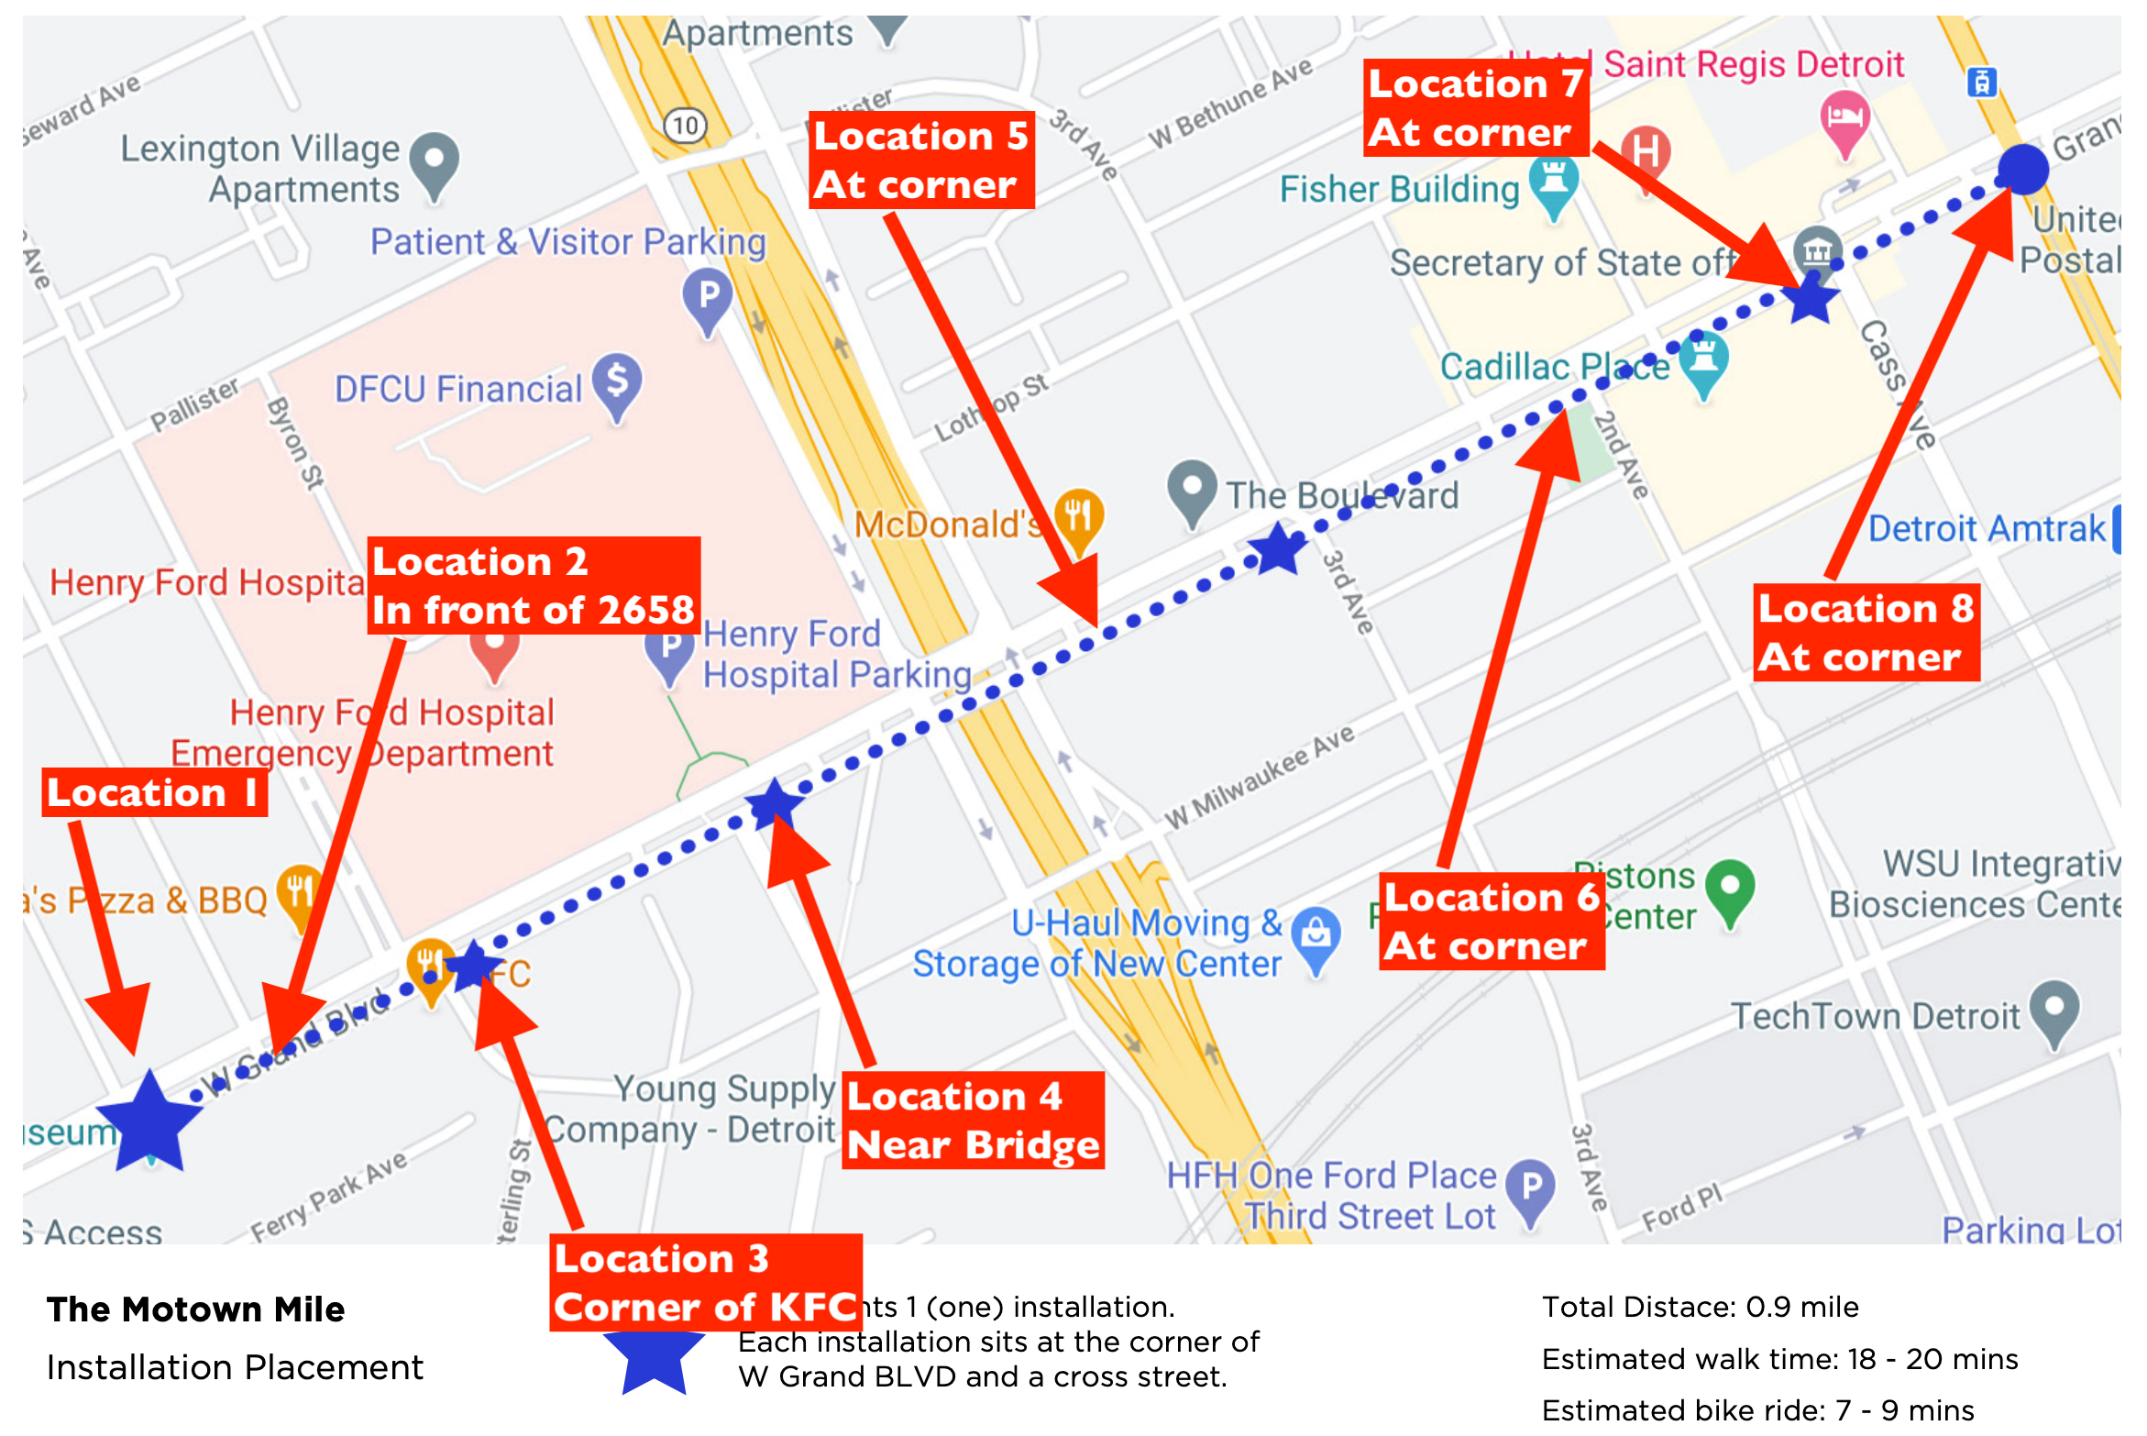 Apartments
Hotel Saint Regis Detroit
Location 7
At corner
Seward Ave
10
Location 5
At corner
3rd Ave
W Bethune Ave
Grand
Lexington Village
Apartments
H
Fisher Building
United
Postal
Patient & Visitor Parking
P
Secretary of State off
Ave
DFCU Financial
$
Cadillac Place
Cass Ave
Pallister
Byron St
Lothrop St
2nd Ave
The Boulevard
McDonald's
Detroit Amtrak
3rd Ave
Location 2
In front of 2658
Henry Ford Hospita
P
Henry Ford
Hospital Parking
Location 8
At corner
Henry Ford Hospital
Emergency Department
Location 1
W Milwaukee Ave
's Pizza & BBQ
U-Haul Moving &
Storage of New Center
Location 6
At corner
Pistons
Center
WSU Integrativ
Biosciences Cente
FC
W Grand Blvd
TechTown Detroit
Young Supply
Company - Detroit
Location 4
Near Bridge
seum
Ferry Park Ave
terling St
HFH One Ford Place
Third Street Lot
P
3rd Ave
Ford Pl
S Access
Parking Lot
Location 3
Corner of KFC
The Motown Mile
Installation Placement
nts 1 (one) installation.
Each installation sits at the corner of
W Grand BLVD and a cross street.
Total Distace: 0.9 mile
Estimated walk time: 18 - 20 mins
Estimated bike ride: 7 - 9 mins